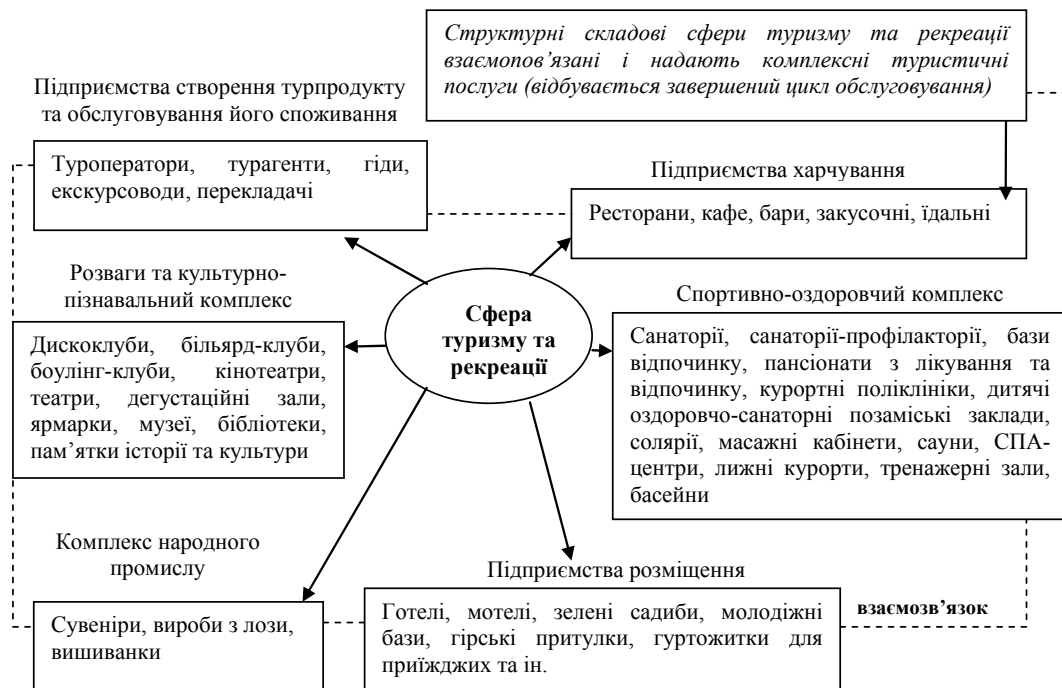 Структурні складові сфери туризму та рекреації
взаємопов’язані і надають комплексні туристичні
послуги (відбувається завершений цикл обслуговування)
Підприємства створення турпродукту
та обслуговування його споживання
Туроператори, турагенти, гіди,
екскурсоводи, перекладачі
Підприємства харчування
Ресторани, кафе, бари, закусочні, їдальні
Розваги та культурно-
пізнавальний комплекс
Дискоклуби, більярд-клуби,
боулінг-клуби, кінотеатри,
театри, дегустаційні зали,
ярмарки, музеї, бібліотеки,
пам’ятки історії та культури
Сфера
туризму та
рекреації
Спортивно-оздоровчий комплекс
Санаторії, санаторії-профілакторії, бази
відпочинку, пансіонати з лікування та
відпочинку, курортні поліклініки, дитячі
оздоровчо-санаторні позаміські заклади,
солярії, масажні кабінети, сауни, СПА-
центри, лижні курорти, тренажерні зали,
басейни
Комплекс народного
промислу
Сувеніри, вироби з лози,
вишиванки
Підприємства розміщення
Готелі, мотелі, зелені садиби, молодіжні
бази, гірські притулки, гуртожитки для
приїжджих та ін.
взаємозв’язок